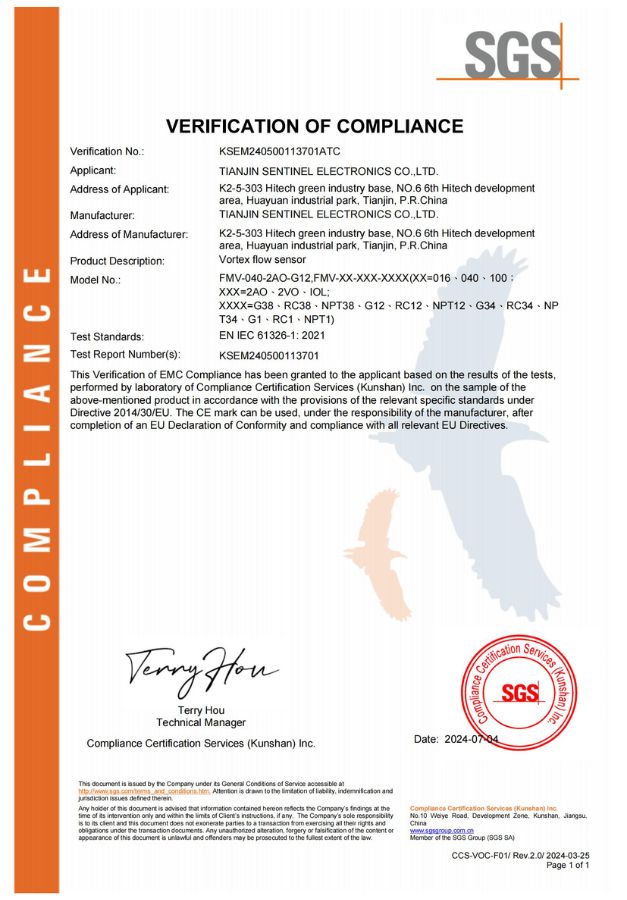 SGS
VERIFICATION OF COMPLIANCE
Verification No.: KSEM240500113701ATC
Applicant: TIANJIN SENTINEL ELECTRONICS CO.,LTD.
Address of Applicant: K2-5-303 Hitech green industry base, NO.6 6th Hitech development
area, Huayuan industrial park, Tianjin, P.R.China
Manufacturer: TIANJIN SENTINEL ELECTRONICS CO.,LTD.
Address of Manufacturer: K2-5-303 Hitech green industry base, NO.6 6th Hitech development
area, Huayuan industrial park, Tianjin, P.R.China
Product Description: Vortex flow sensor
Model No.: FMV-040-2AO-G12,FMV-XX-XXX-XXXX(XX=016、040、100；
XXX=2AO、2VO、IOL;
XXXX=G38、RC38、NPT38、G12、RC12、NPT12、G34、RC34、NP
T34、G1、RC1、NPT1)
Test Standards: EN IEC 61326-1: 2021
Test Report Number(s): KSEM240500113701
This Verification of EMC Compliance has been granted to the applicant based on the results of the tests,
performed by laboratory of Compliance Certification Services (Kunshan) Inc. on the sample of the
above-mentioned product in accordance with the provisions of the relevant specific standards under
Directive 2014/30/EU. The CE mark can be used, under the responsibility of the manufacturer, after
completion of an EU Declaration of Conformity and compliance with all relevant EU Directives.
COMPLIANCE
Terry Hou
Terry Hou
Technical Manager
Compliance Certification Services (Kunshan) Inc.
Compliance Certification Services (Kunshan) Inc.
SGS
Date: 2024-07-04
This document is issued by the Company under its General Conditions of Service accessible at
http://www.sgs.com/terms_and_conditions.htm. Attention is drawn to the limitation of liability, indemnification and
jurisdiction issues defined therein.
Any holder of this document is advised that information contained hereon reflects the Company's findings at the
time of its intervention only and within the limits of Client's instructions, if any. The Company's sole responsibility
is to its client and this document does not exonerate parties to a transaction from exercising all their rights and
obligations under the transaction documents. Any unauthorized alteration, forgery or falsification of the content or
appearance of this document is unlawful and offenders may be prosecuted to the fullest extent of the law.
Compliance Certification Services (Kunshan) Inc.
No.10 Weiye Road, Development Zone, Kunshan, Jiangsu,
China
www.sgsgroup.com.cn
Member of the SGS Group (SGS SA)
CCS-VOC-F01/ Rev.2.0/ 2024-03-25
Page 1 of 1